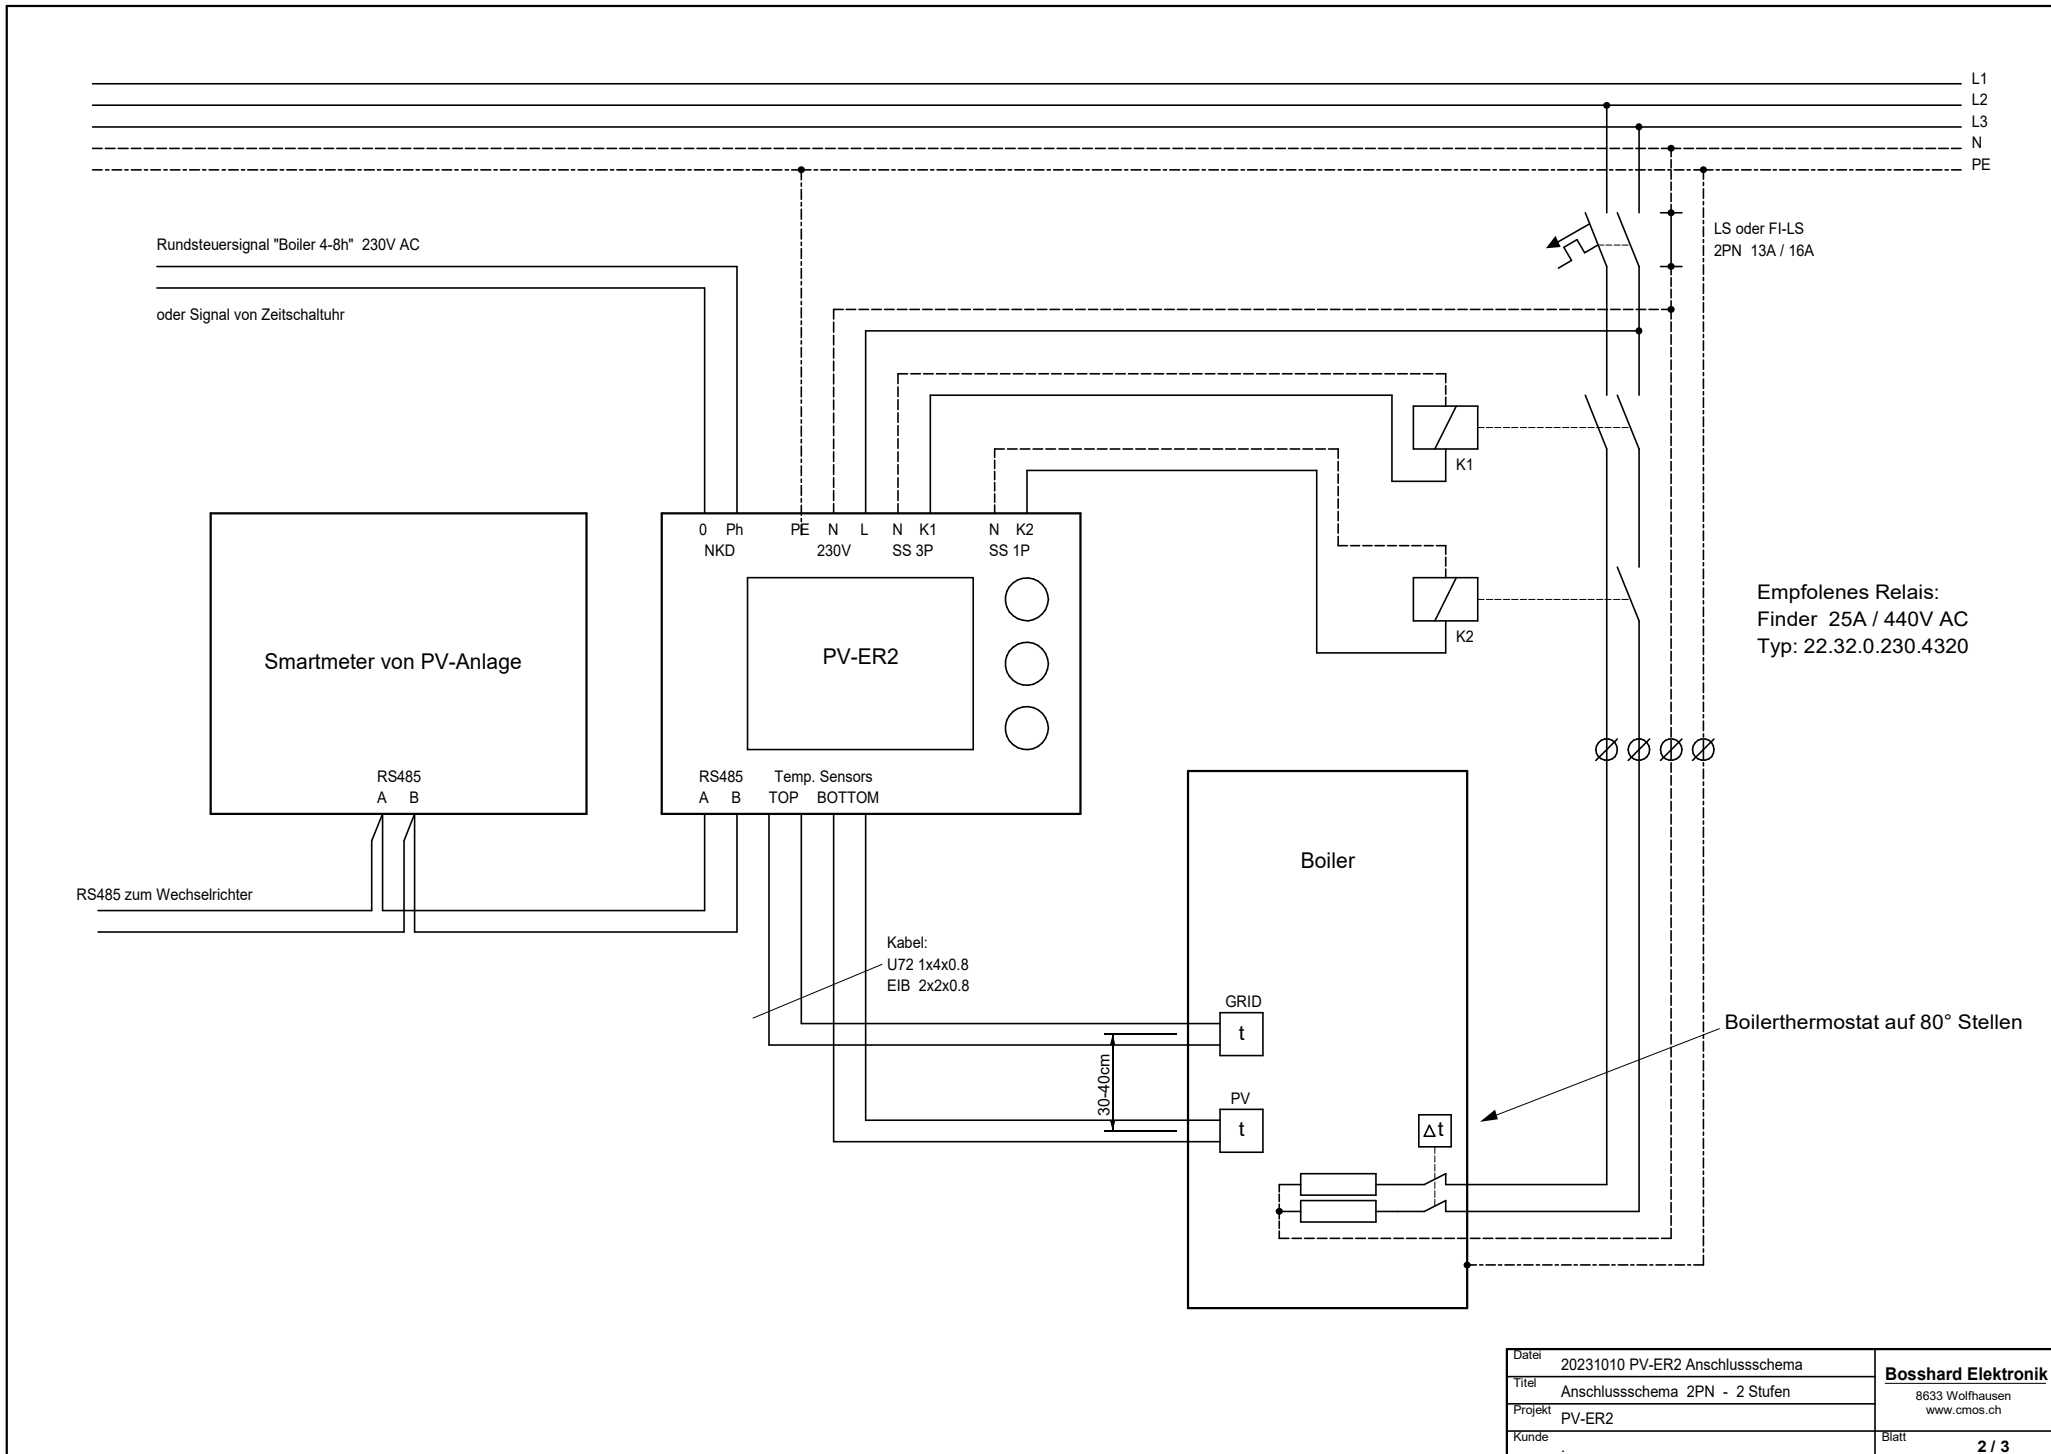 L1
L2
L3
N
PE
Rundsteuersignal "Boiler 4-8h"  230V AC
oder Signal von Zeitschaltuhr
LS oder FI-LS
2PN  13A / 16A
K1
K2
0 Ph PE N L N K1 N K2
NKD 230V SS 3P SS 1P
PV-ER2
RS485 Temp. Sensors
A B TOP BOTTOM
Smartmeter von PV-Anlage
RS485
A B
RS485 zum Wechselrichter
Empfolenes Relais:
Finder  25A / 440V AC
Typ: 22.32.0.230.4320
Kabel:
U72 1x4x0.8
EIB  2x2x0.8
Boiler
GRID
t
30-40cm
PV
t
Δt
Boilerthermostat auf 80° Stellen
Datei 20231010 PV-ER2 Anschlussschema
Titel Anschlussschema  2PN  -  2 Stufen
Projekt PV-ER2
Kunde .
Bosshard Elektronik
8633 Wolfhausen
www.cmos.ch
Blatt 2 / 3